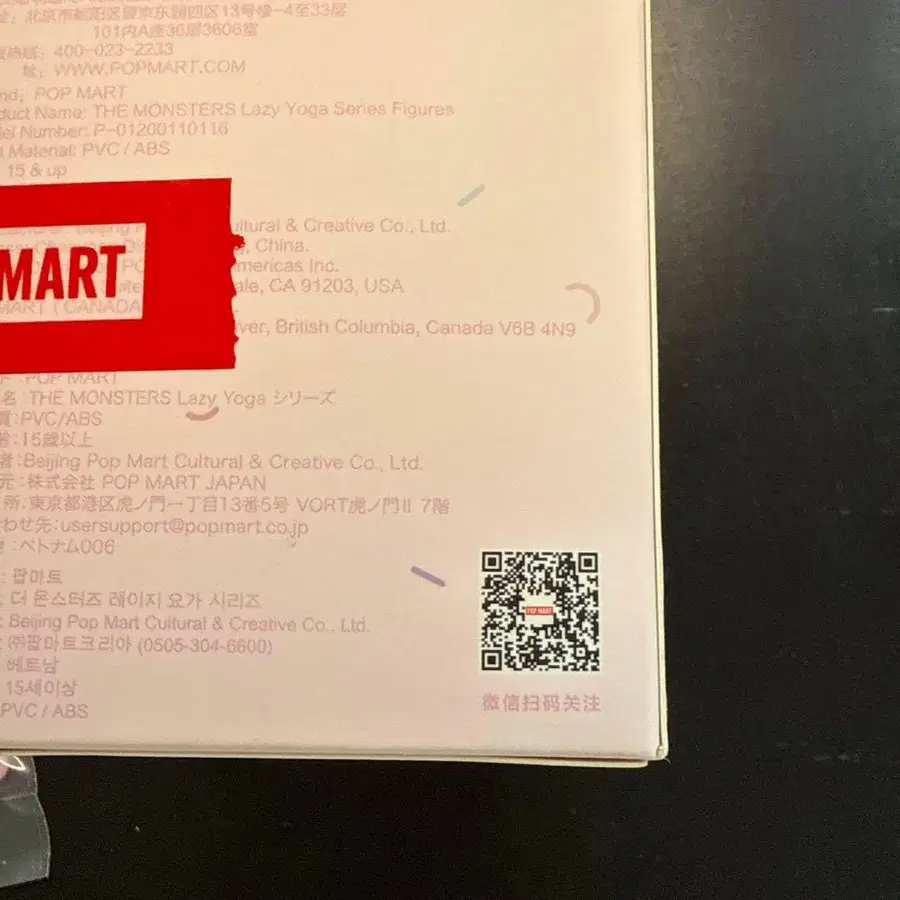 北京市朝阳区望京东园四区13号楼-4至33层
101内A座36层3606室
400-023-2233
WWW.POPMART.COM
POP MART
Product Name: THE MONSTERS Lazy Yoga Series Figures
Number: P-01200110116
Material: PVC / ABS
15 & up
ultural & Creative Co., Ltd.
China.
mericas Inc.
ale, CA 91203, USA
MART (CANADA
MART
ver, British Columbia, Canada V6B 4N9
POP MART
名:THE MONSTERS Lazy Yoga シリーズ
質:PVC/ABS
齢:15歳以上
者:Beijing Pop Mart Cultural & Creative Co., Ltd.
元:株式会社 POP MART JAPAN
所:東京都港区虎ノ門一丁目13番5号 VORT虎ノ門II 7階
わせ先:usersupport@popmart.co.jp
:ベトナム006
: 팝마트
: 더 몬스터즈 레이지 요가 시리즈
: Beijing Pop Mart Cultural & Creative Co., Ltd.
: ㈜팝마트코리아 (0505-304-6600)
베트남
15세이상
PVC / ABS
POP MART
微信扫码关注